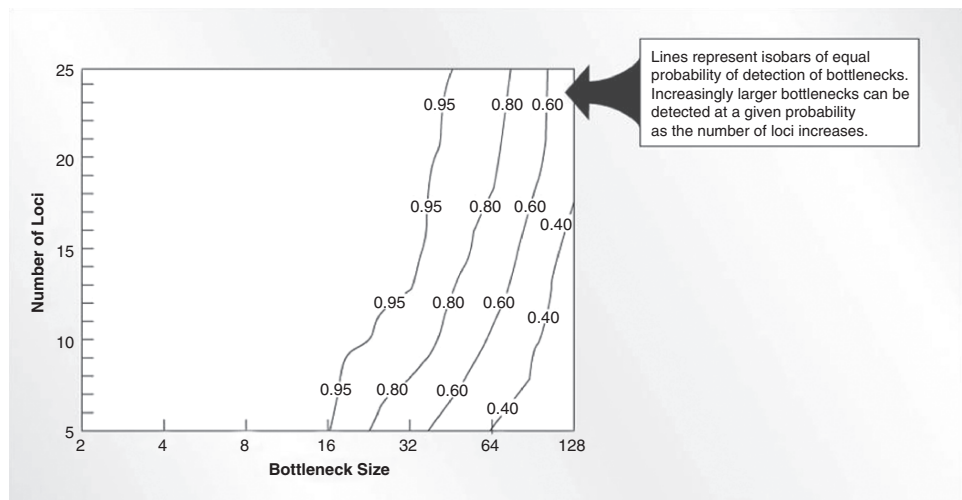 Lines represent isobars of equal
probability of detection of bottlenecks.
Increasingly larger bottlenecks can be
detected at a given probability
as the number of loci increases.
25
0.95 0.80 0.60
20
0.95 0.80 0.60
0.40
15
0.95 0.80 0.60
0.40
10
0.95 0.80 0.60
0.40
5
Number of Loci
2 4 8 16 32 64 128
Bottleneck Size